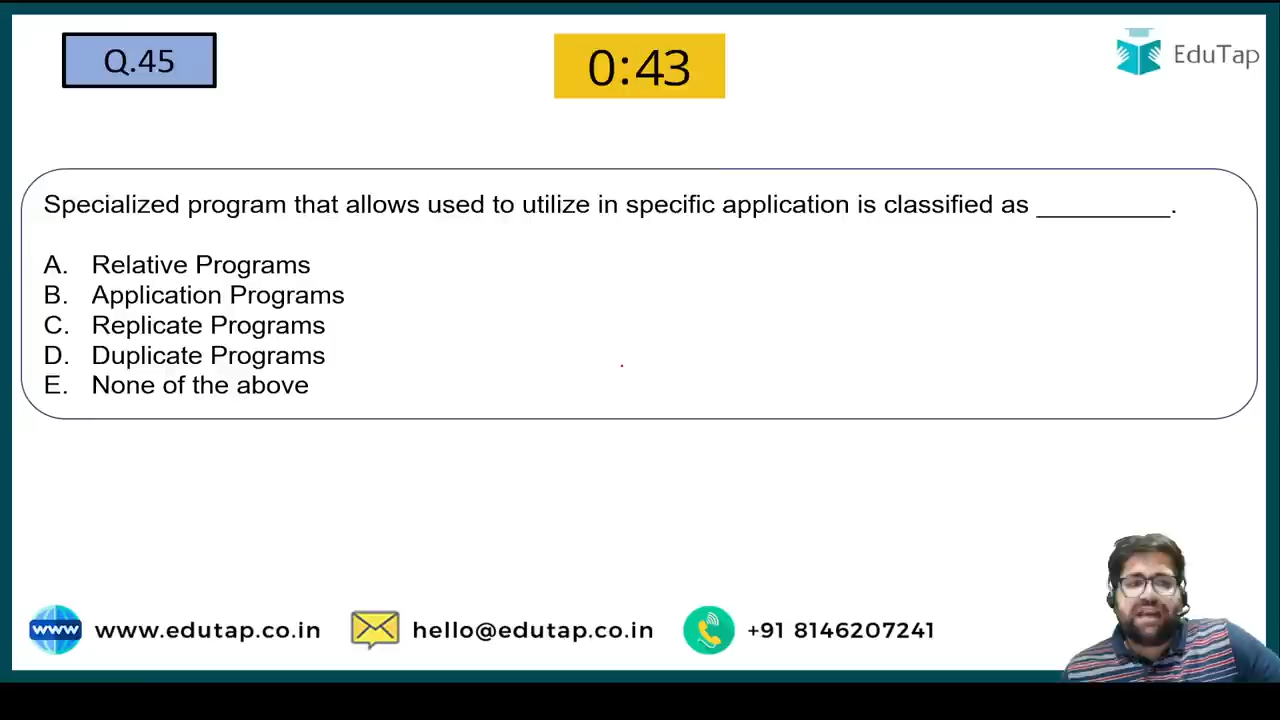 Q.45
0:43
EduTap
Specialized program that allows used to utilize in specific application is classified as __________.
A. Relative Programs
B. Application Programs
C. Replicate Programs
D. Duplicate Programs
E. None of the above
www www.edutap.co.in hello@edutap.co.in +91 8146207241